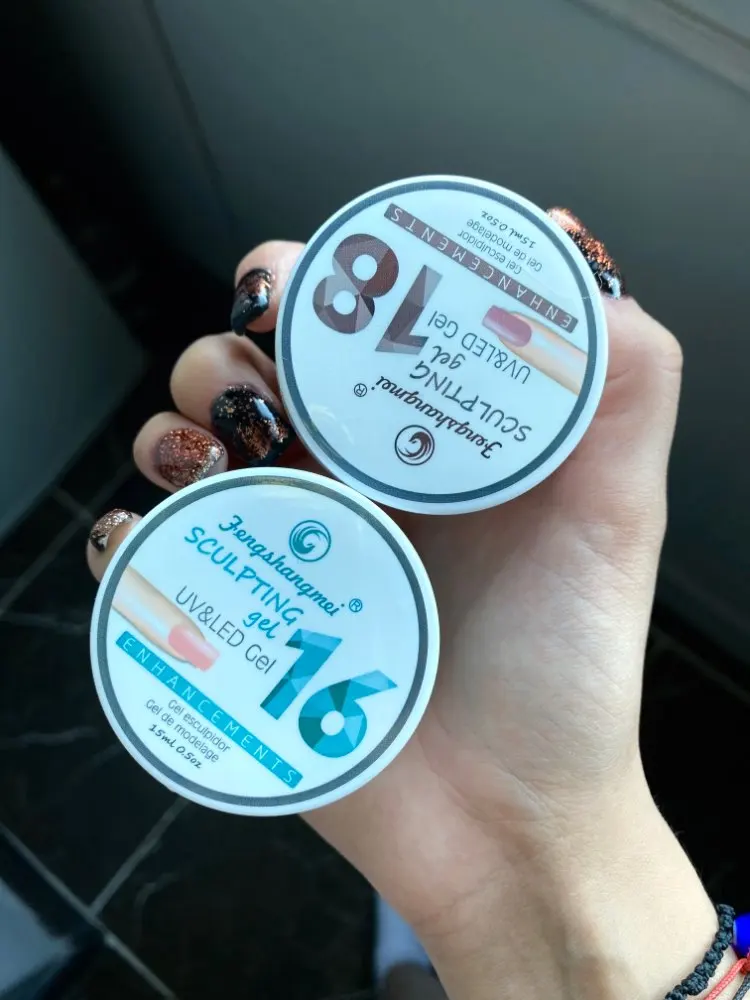 Fengshangmei®
SCULPTING
gel
UV&LED Gel
18
ENHANCEMENTS
Gel esculpidor
Gel de modelage
15ml 0.5oz
Fengshangmei®
SCULPTING
gel
UV&LED Gel
16
ENHANCEMENTS
Gel esculpidor
Gel de modelage
15ml 0.5oz